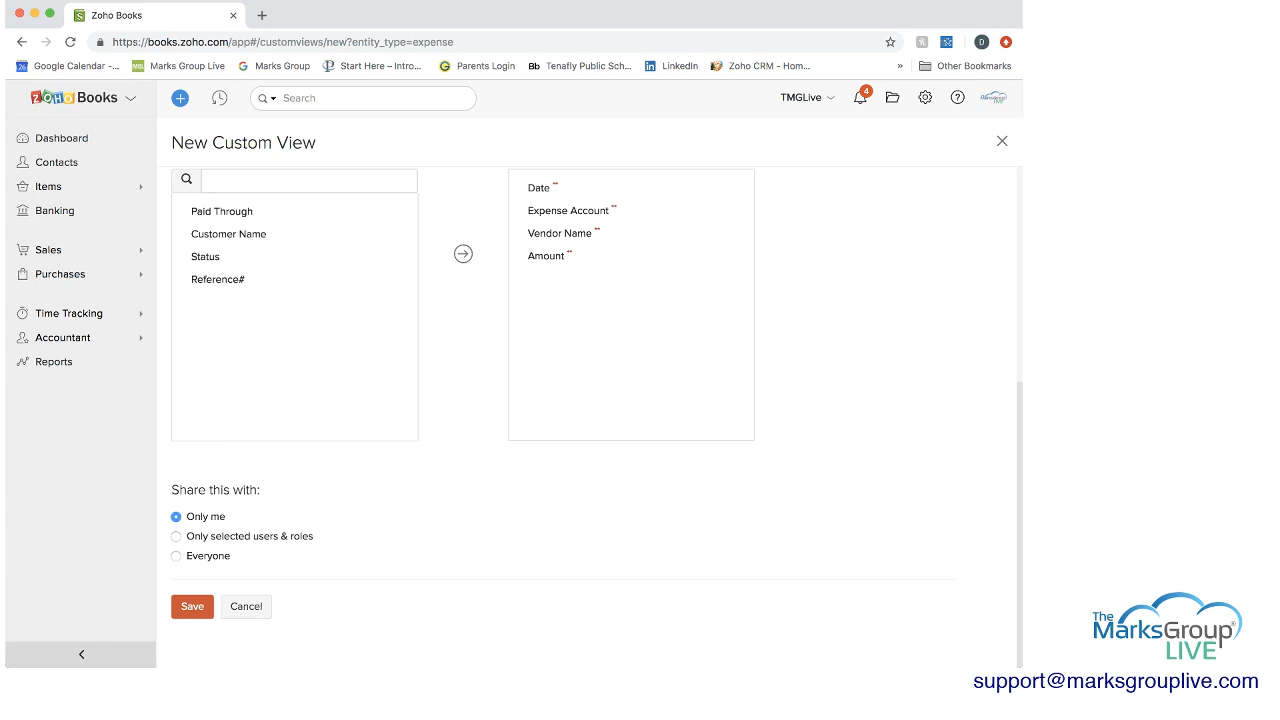 Zoho Books
https://books.zoho.com/app#/customviews/new?entity_type=expense
Google Calendar -... Marks Group Live Marks Group Start Here – Intro... Parents Login Bb Tenafly Public Sch... LinkedIn Zoho CRM - Hom... » Other Bookmarks
ZOHO Books Search TMGLive 4
New Custom View
Dashboard
Contacts
Items
Banking
Sales
Purchases
Time Tracking
Accountant
Reports
Paid Through
Customer Name
Status
Reference#
Date **
Expense Account **
Vendor Name **
Amount **
Share this with:
Only me
Only selected users & roles
Everyone
Save Cancel
The
MarksGroup®
LIVE
support@marksgrouplive.com